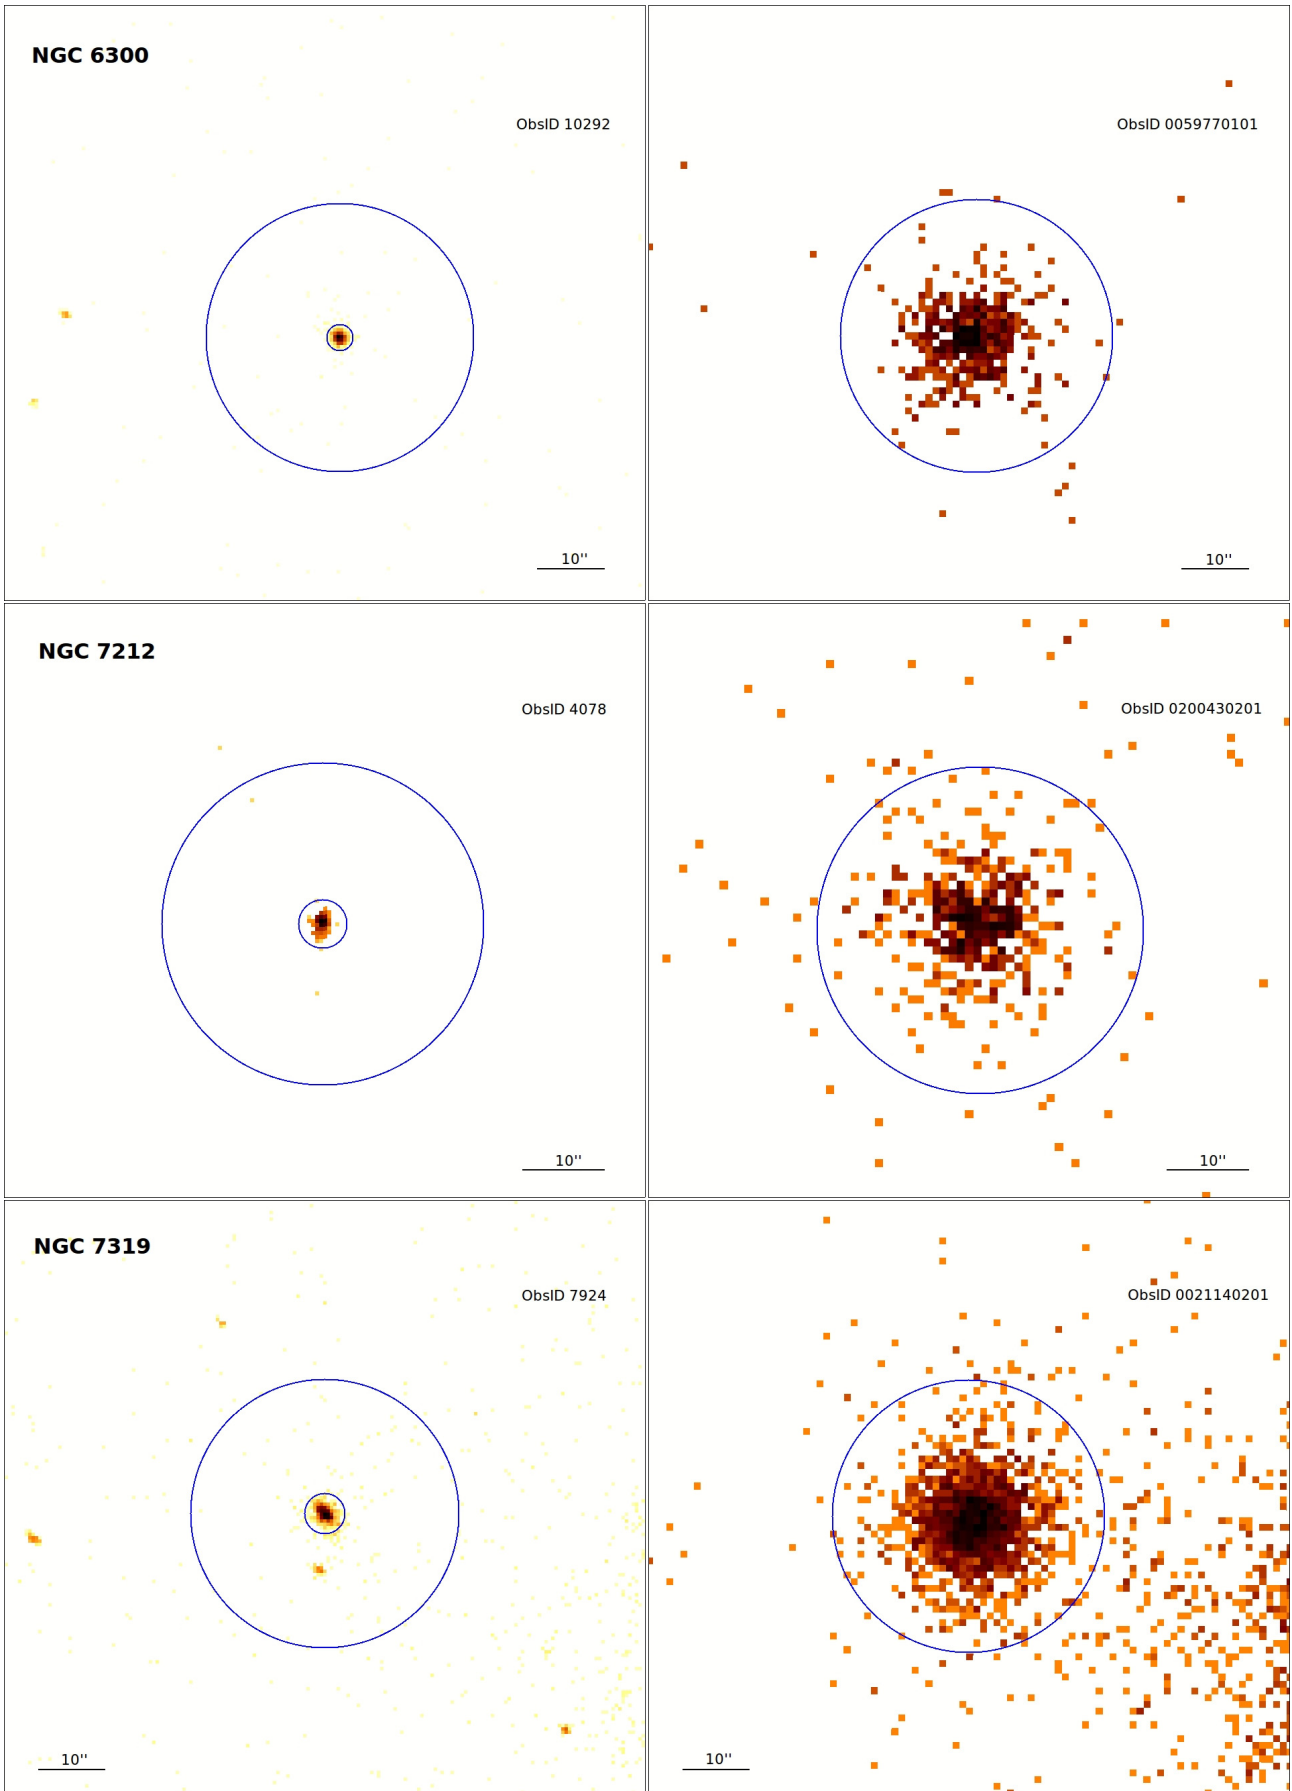 NGC 6300
ObsID 10292
10''
ObsID 0059770101
10''
NGC 7212
ObsID 4078
10''
ObsID 0200430201
10''
NGC 7319
ObsID 7924
10''
ObsID 0021140201
10''